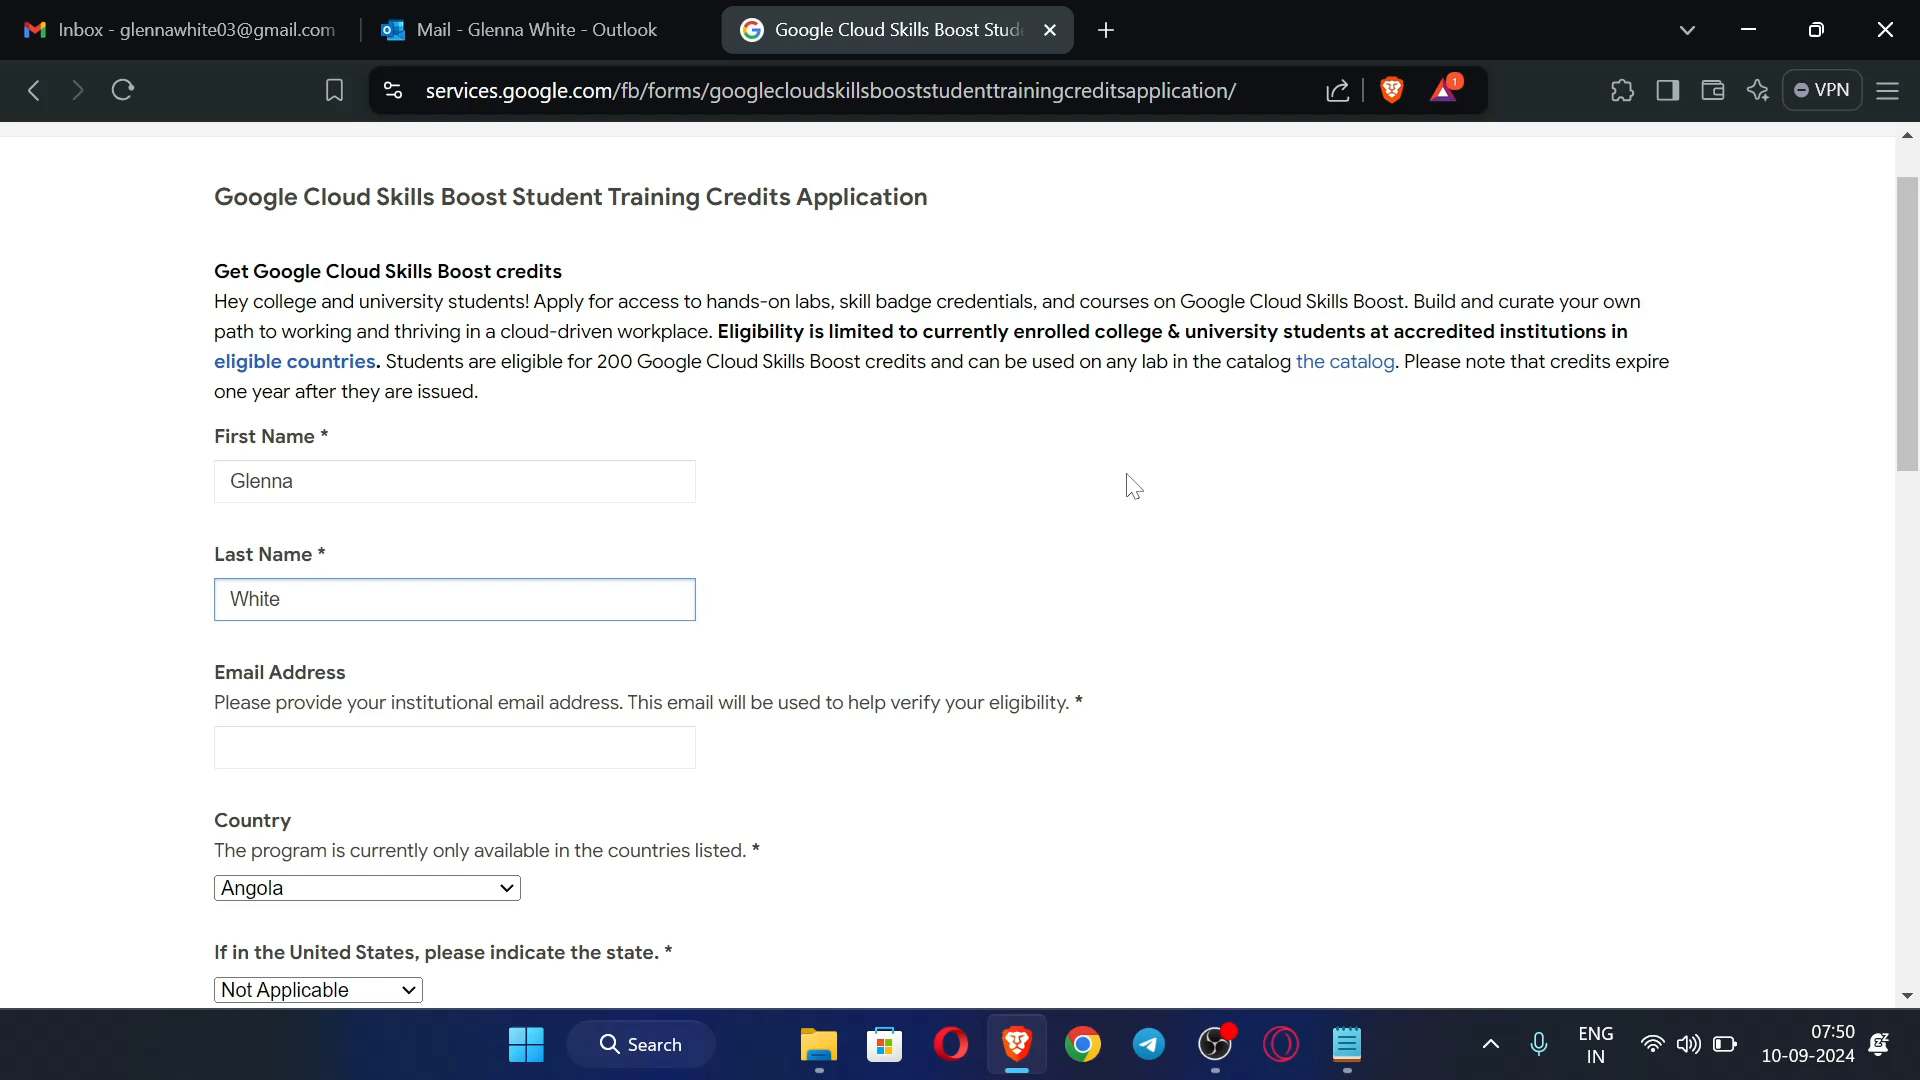 Inbox - glennawhite03@gmail.com
Mail - Glenna White - Outlook
Google Cloud Skills Boost Stud
services.google.com/fb/forms/googlecloudskillsbooststudenttrainingcreditsapplication/
1
VPN
Google Cloud Skills Boost Student Training Credits Application
Get Google Cloud Skills Boost credits
Hey college and university students! Apply for access to hands-on labs, skill badge credentials, and courses on Google Cloud Skills Boost. Build and curate your own
path to working and thriving in a cloud-driven workplace. Eligibility is limited to currently enrolled college & university students at accredited institutions in
eligible countries. Students are eligible for 200 Google Cloud Skills Boost credits and can be used on any lab in the catalog the catalog. Please note that credits expire
one year after they are issued.
First Name *
Glenna
Last Name *
White
Email Address
Please provide your institutional email address. This email will be used to help verify your eligibility. *
Country
The program is currently only available in the countries listed. *
Angola
If in the United States, please indicate the state. *
Not Applicable
Search
ENG
IN
07:50
10-09-2024